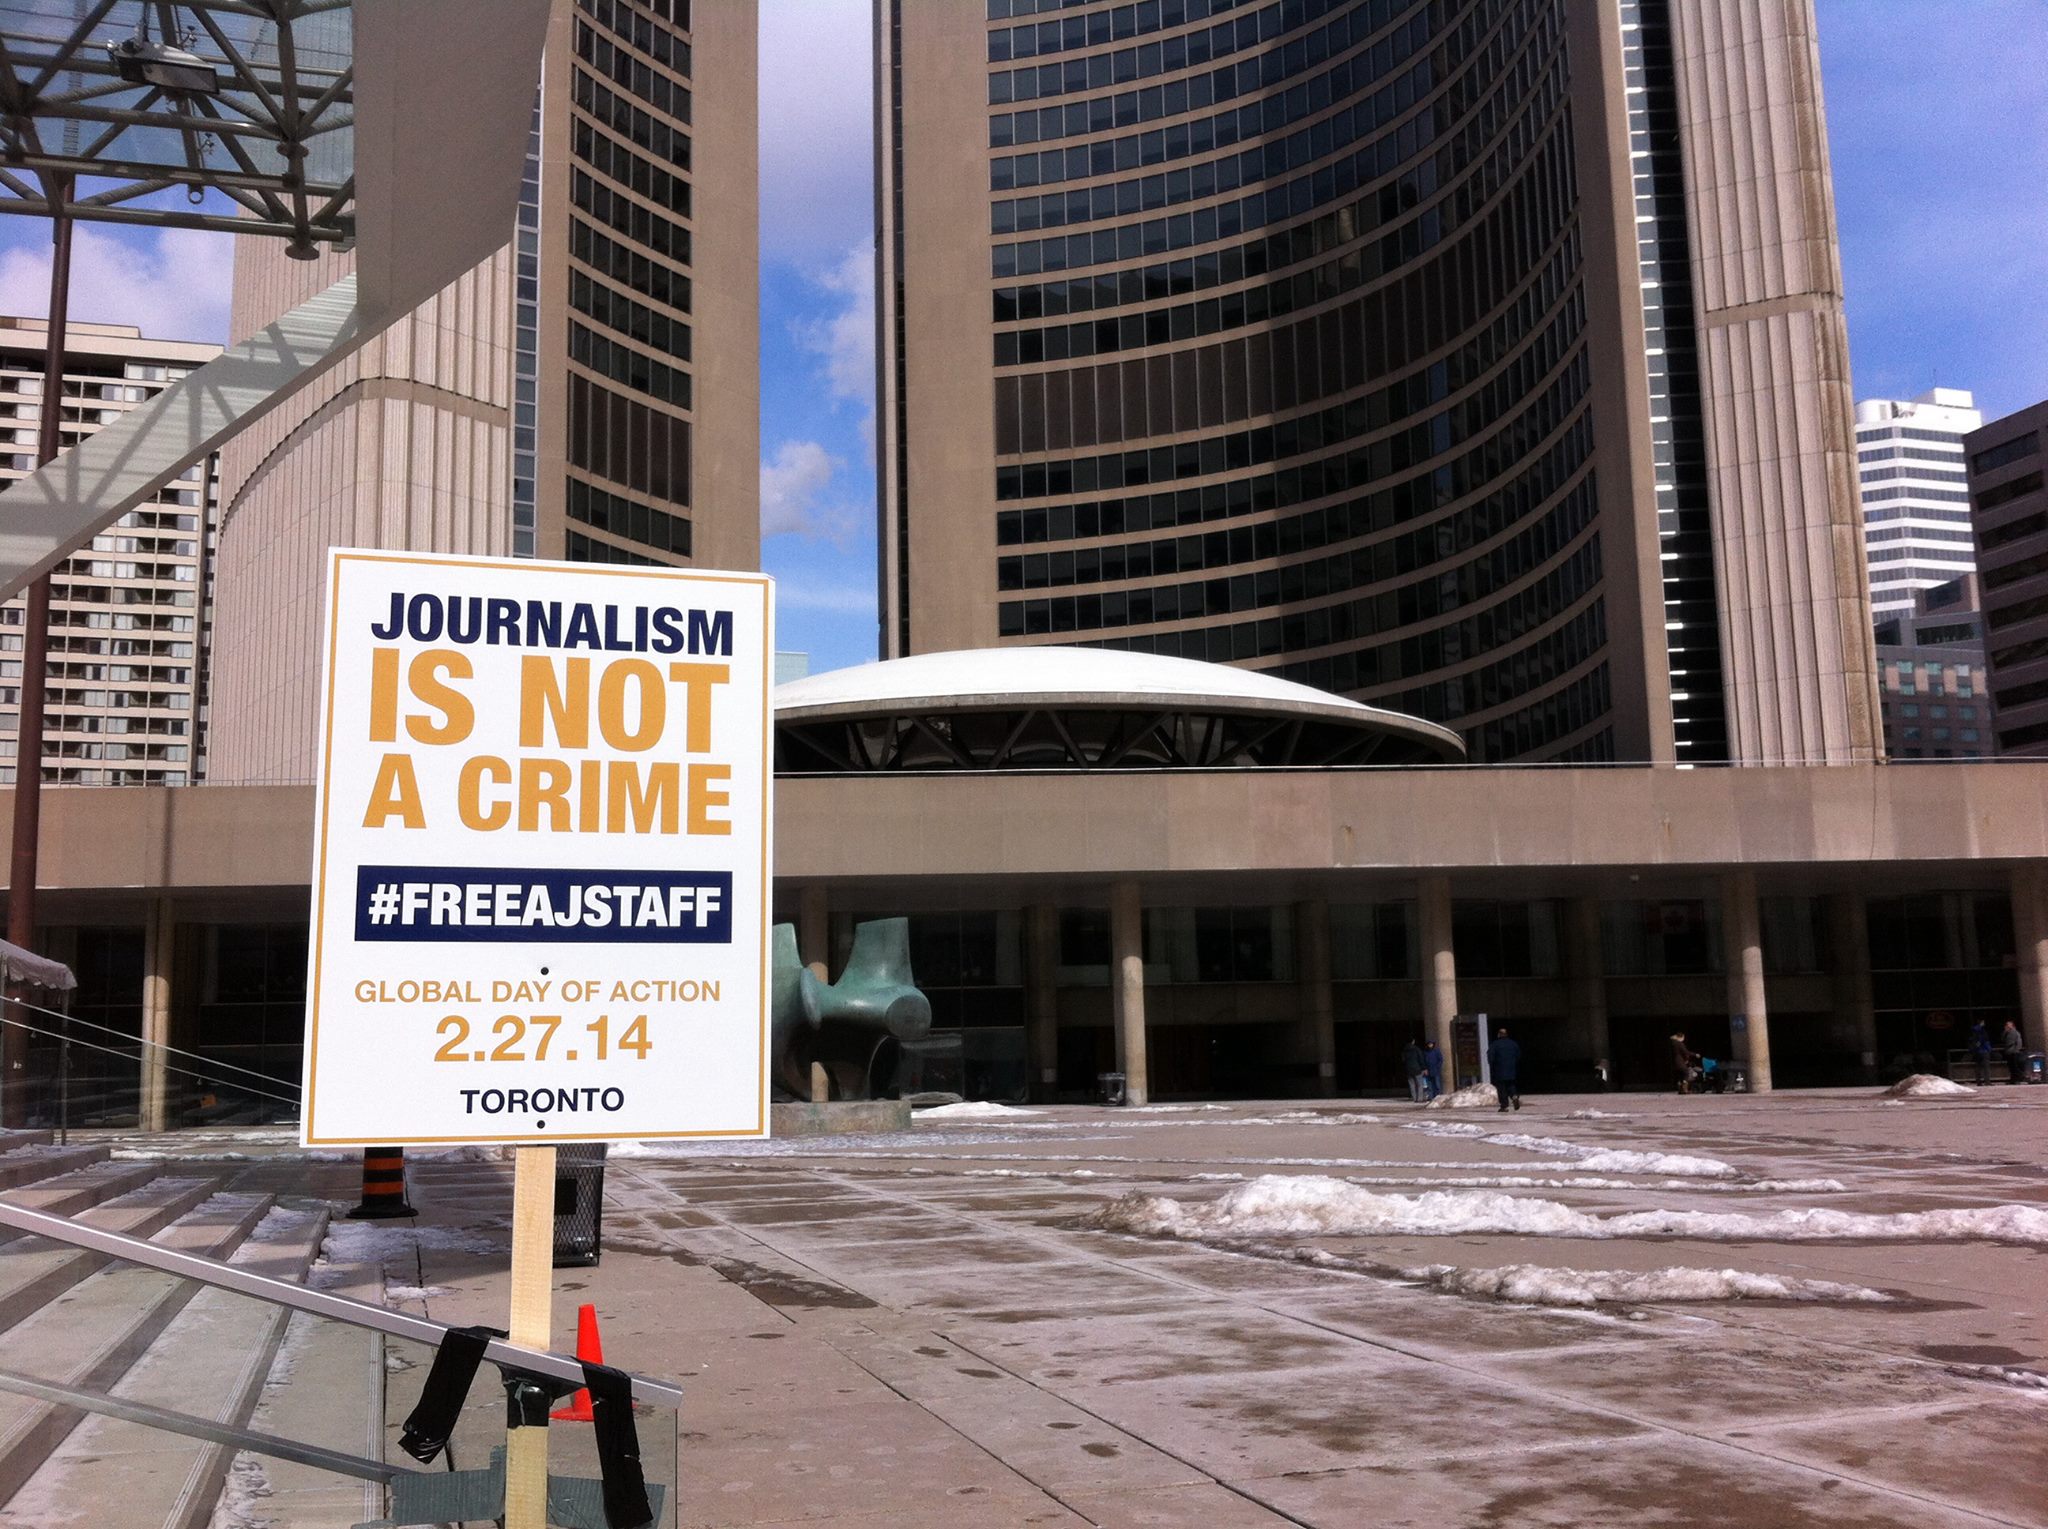 JOURNALISM
IS NOT
A CRIME
#FREEAJSTAFF
GLOBAL DAY OF ACTION
2.27.14
TORONTO